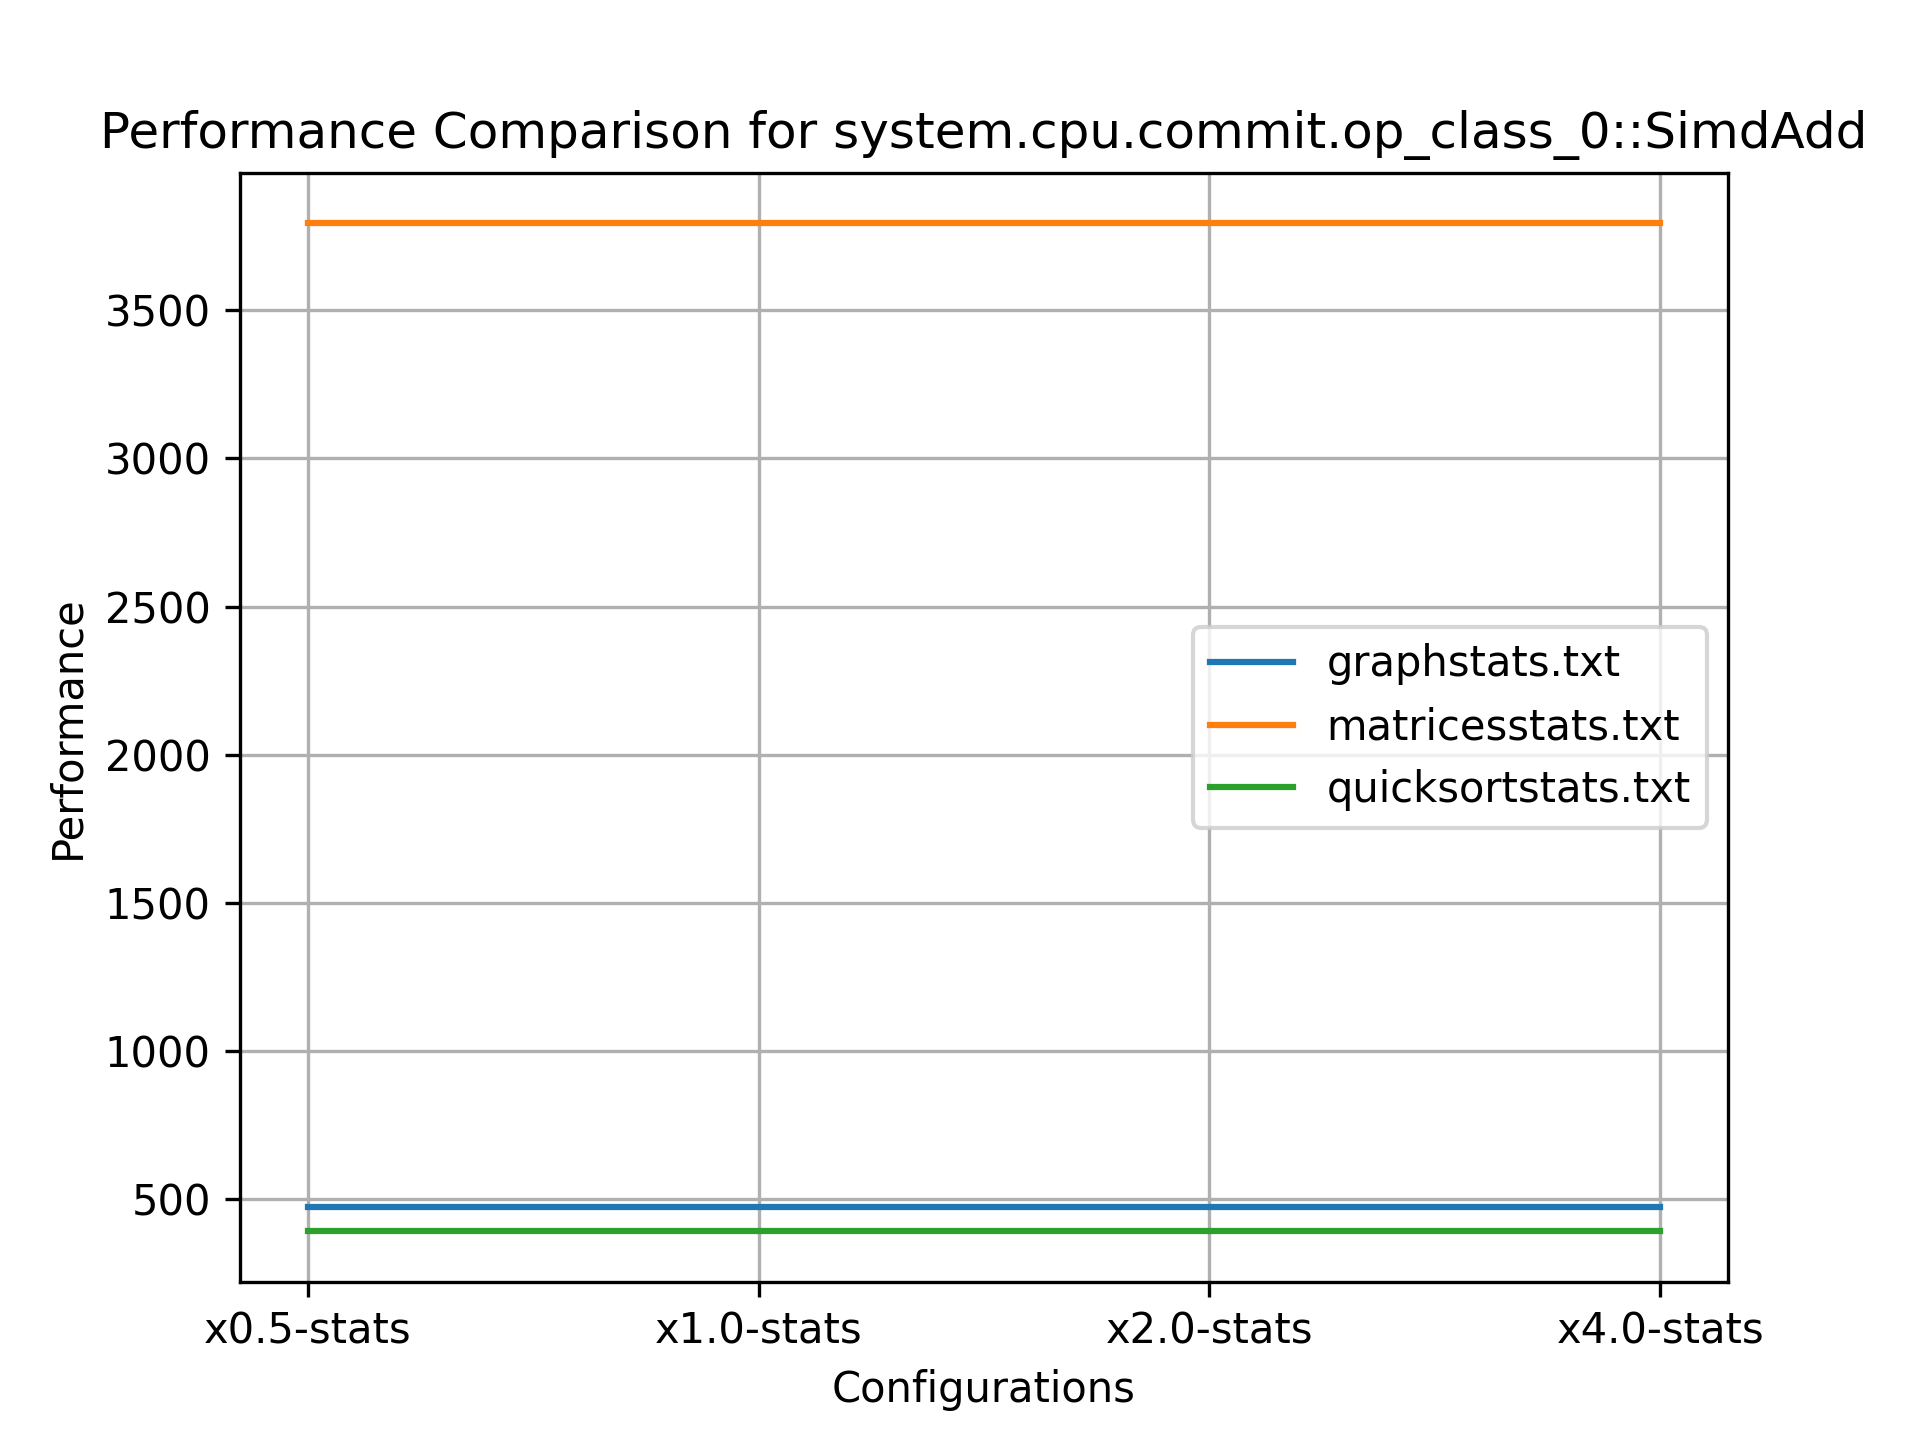 Performance Comparison for system.cpu.commit.op_class_0::SimdAdd
Performance
3500
3000
2500
2000
1500
1000
500
graphstats.txt
matricesstats.txt
quicksortstats.txt
x0.5-stats
x1.0-stats
x2.0-stats
x4.0-stats
Configurations